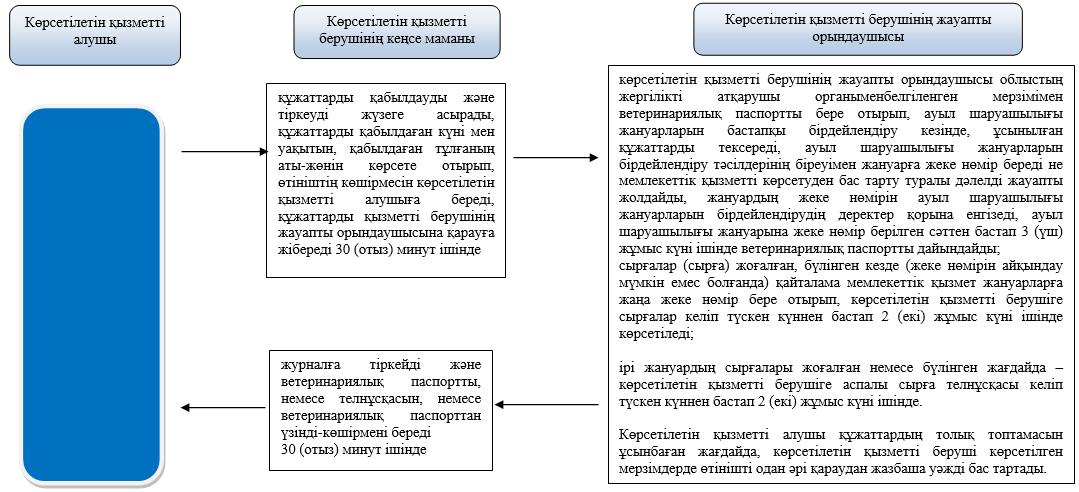 Көрсетілетін қызметті
алушы
Көрсетілетін қызметті
берушінің кеңсе маманы
Көрсетілетін қызметті берушінің жауапты
орындаушысы
құжаттарды қабылдауды және
тіркеуді жүзеге асырады,
құжаттарды қабылдаған күні мен
уақытын, қабылдаған тұлғаның
аты-жөнін көрсете отырып,
өтініштің көшірмесін көрсетілетін
қызметті алушыға береді,
құжаттарды қызметті берушінің
жауапты орындаушысына қарауға
жібереді 30 (отыз) минут ішінде
көрсетілетін қызметті берушінің жауапты орындаушысы облыстың
жергілікті атқарушы органыменбелгіленген мерзімімен
ветеринариялық паспортты бере отырып, ауыл шаруашылығы
жануарларын бастапқы бірдейлендіру кезінде, ұсынылған
құжаттарды тексереді, ауыл шаруашылығы жануарларын
бірдейлендіру тәсілдерінің біреуімен жануарға жеке нөмір береді не
мемлекеттік қызметті көрсетуден бас тарту туралы дәлелді жауапты
жолдайды, жануардың жеке нөмірін ауыл шаруашылығы
жануарларын бірдейлендірудің деректер қорына енгізеді, ауыл
шаруашылығы жануарына жеке нөмір берілген сәттен бастап 3 (үш)
жұмыс күні ішінде ветеринариялық паспортты дайындайды;
сырғалар (сырға) жоғалған, бүлінген кезде (жеке нөмірін айқындау
мүмкін емес болғанда) қайталама мемлекеттік қызмет жануарларға
жаңа жеке нөмір бере отырып, көрсетілетін қызметті берушіге
сырғалар келіп түскен күннен бастап 2 (екі) жұмыс күні ішінде
көрсетіледі;
ірі жануардың сырғалары жоғалған немесе бүлінген жағдайда –
көрсетілетін қызметті берушіге аспалы сырға телнұсқасы келіп
түскен күннен бастап 2 (екі) жұмыс күні ішінде.
Көрсетілетін қызметті алушы құжаттардың толық топтамасын
ұсынбаған жағдайда, көрсетілетін қызметті беруші көрсетілген
мерзімдерде өтінішті одан әрі қараудан жазбаша уәжді бас тартады.
журналға тіркейді және
ветеринариялық паспортты,
немесе телнұсқасын, немесе
ветеринариялық паспорттан
үзінді-көшірмені береді
30 (отыз) минут ішінде